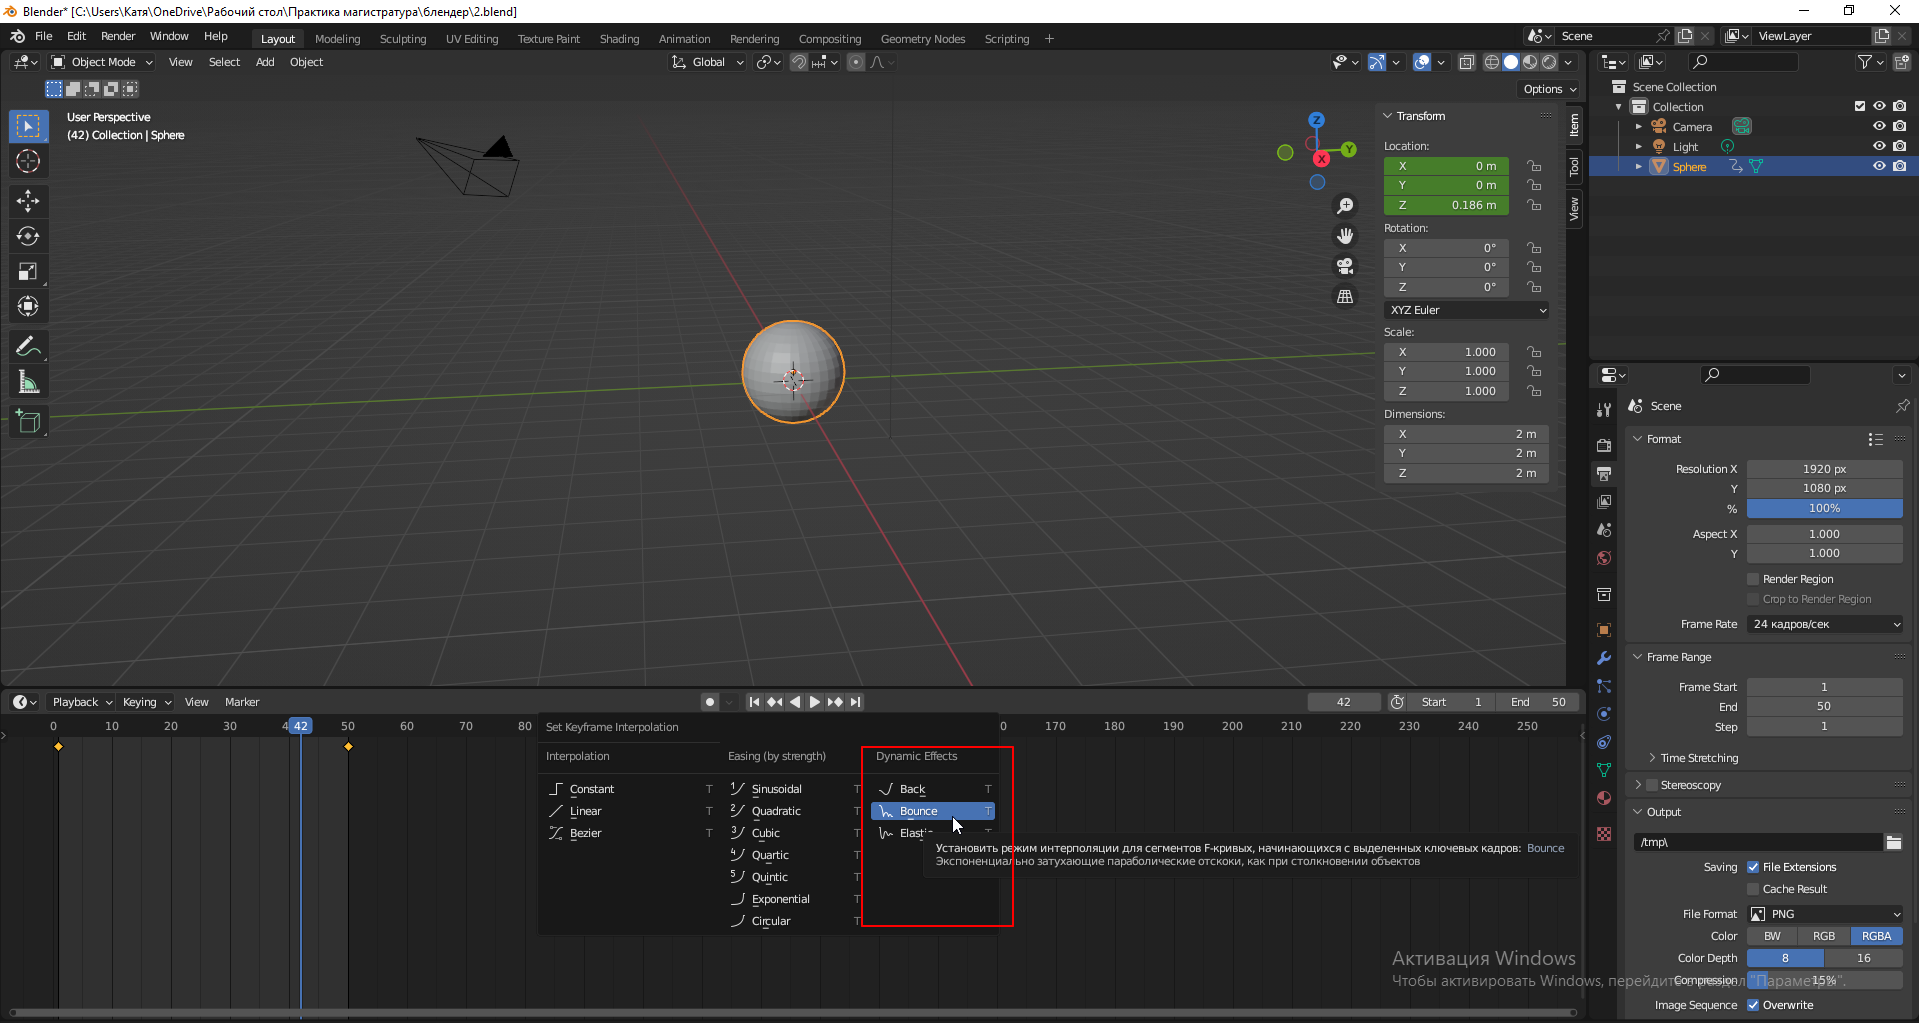 Blender* [C:\Users\Катя\OneDrive\Рабочий стол\Практика магистратура\блендер\2.blend]
File Edit Render Window Help Layout Modeling Sculpting UV Editing Texture Paint Shading Animation Rendering Compositing Geometry Nodes Scripting + Scene ViewLayer
Object Mode View Select Add Object Global
Options
User Perspective
(42) Collection | Sphere
Z
Y
X
Transform
Location:
X 0 m
Y 0 m
Z 0.186 m
Rotation:
X 0°
Y 0°
Z 0°
XYZ Euler
Scale:
X 1.000
Y 1.000
Z 1.000
Dimensions:
X 2 m
Y 2 m
Z 2 m
Item
Tool
View
Scene Collection
Collection
Camera
Light
Sphere
Scene
Format
Resolution X 1920 px
Y 1080 px
% 100%
Aspect X 1.000
Y 1.000
Render Region
Crop to Render Region
Frame Rate 24 кадров/сек
Frame Range
Frame Start 1
End 50
Step 1
Time Stretching
Stereoscopy
Output
/tmp\
Saving File Extensions
Cache Result
File Format PNG
Color BW RGB RGBA
Color Depth 8 16
Compression 15%
Image Sequence Overwrite
Playback Keying View Marker 42 Start 1 End 50
0 10 20 30 4 42 50 60 70 80 0 170 180 190 200 210 220 230 240 250
Set Keyframe Interpolation
Interpolation Easing (by strength) Dynamic Effects
Constant T 1 Sinusoidal T Back T
Linear T 2 Quadratic T Bounce T
Bezier T 3 Cubic T Elastic T
4 Quartic T
5 Quintic T
Exponential T
Circular T
Установить режим интерполяции для сегментов F-кривых, начинающихся с выделенных ключевых кадров: Bounce
Экспоненциально затухающие параболические отскоки, как при столкновении объектов
Активация Windows
Чтобы активировать Windows, перейдите в раздел "Параметры".